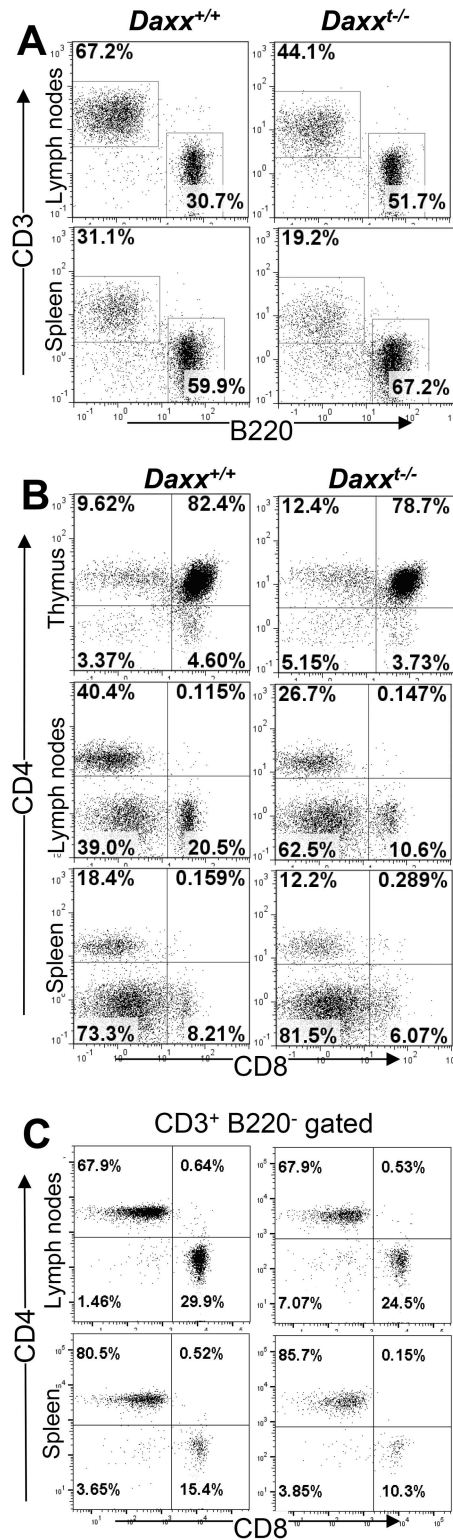 A
Daxx+/+ Daxxt-/-
67.2% 44.1%
Lymph nodes
30.7% 51.7%
31.1% 19.2%
Spleen
59.9% 67.2%
CD3
B220
B
Daxx+/+ Daxxt-/-
9.62% 82.4% 12.4% 78.7%
Thymus
3.37% 4.60% 5.15% 3.73%
40.4% 0.115% 26.7% 0.147%
Lymph nodes
39.0% 20.5% 62.5% 10.6%
18.4% 0.159% 12.2% 0.289%
Spleen
73.3% 8.21% 81.5% 6.07%
CD4
CD8
C
CD3+ B220- gated
67.9% 0.64% 67.9% 0.53%
Lymph nodes
1.46% 29.9% 7.07% 24.5%
80.5% 0.52% 85.7% 0.15%
Spleen
3.65% 15.4% 3.85% 10.3%
CD4
CD8